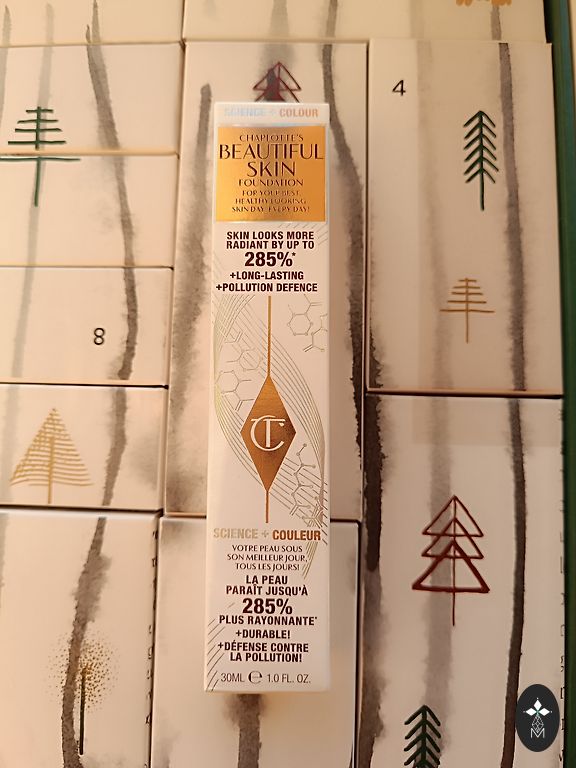 4
8
SCIENCE + COLOUR
CHARLOTTE'S
BEAUTIFUL
SKIN
FOUNDATION
FOR YOUR BEST,
HEALTHY LOOKING
SKIN DAY, EVERY DAY!
SKIN LOOKS MORE
RADIANT BY UP TO
285%*
+LONG-LASTING
+POLLUTION DEFENCE
CT
SCIENCE + COULEUR
VOTRE PEAU SOUS
SON MEILLEUR JOUR,
TOUS LES JOURS!
LA PEAU
PARAÎT JUSQU'À
285%
PLUS RAYONNANTE*
+DURABLE!
+DÉFENSE CONTRE
LA POLLUTION!
30ML ℮ 1.0 FL. OZ.
M